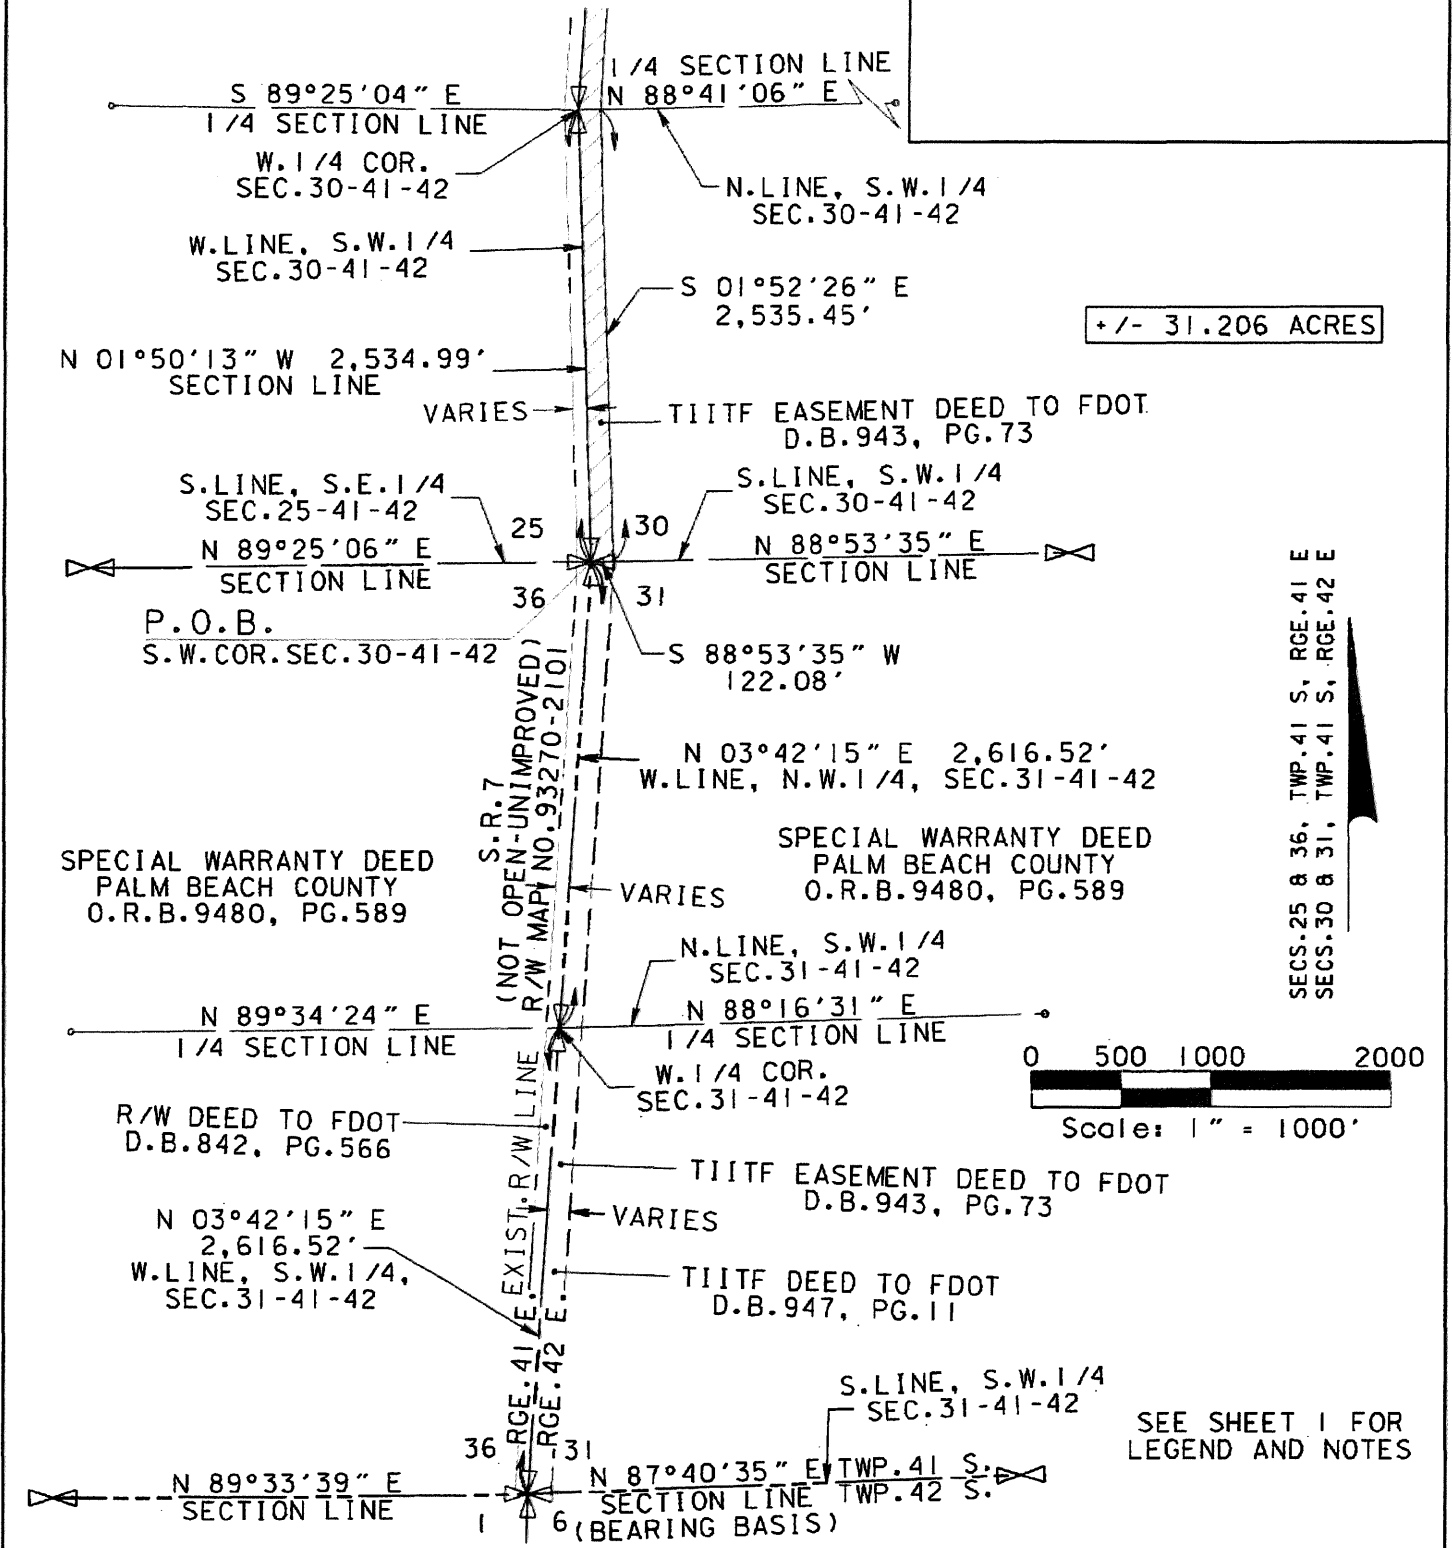 1/4 SECTION LINE
S 89°25'04" E
N 88°41'06" E
1/4 SECTION LINE
W.1/4 COR.
SEC.30-41-42
N.LINE, S.W.1/4
SEC.30-41-42
W.LINE, S.W.1/4
SEC.30-41-42
S 01°52'26" E
2,535.45'
+/- 31.206 ACRES
N 01°50'13" W 2,534.99'
SECTION LINE
VARIES
TIITF EASEMENT DEED TO FDOT
D.B.943, PG.73
S.LINE, S.E.1/4
SEC.25-41-42
S.LINE, S.W.1/4
SEC.30-41-42
25
30
N 89°25'06" E
SECTION LINE
N 88°53'35" E
SECTION LINE
36
31
P.O.B.
S.W.COR.SEC.30-41-42
S 88°53'35" W
122.08'
SECS.25 & 36, TWP.41 S, RGE.41 E
SECS.30 & 31, TWP.41 S, RGE.42 E
S.R.7
(NOT OPEN-UNIMPROVED)
R/W MAP NO.93270-2101
N 03°42'15" E 2,616.52'
W.LINE, N.W.1/4, SEC.31-41-42
SPECIAL WARRANTY DEED
PALM BEACH COUNTY
O.R.B.9480, PG.589
SPECIAL WARRANTY DEED
PALM BEACH COUNTY
O.R.B.9480, PG.589
VARIES
N.LINE, S.W.1/4
SEC.31-41-42
N 89°34'24" E
1/4 SECTION LINE
N 88°16'31" E
1/4 SECTION LINE
W.1/4 COR.
SEC.31-41-42
0 500 1000 2000
Scale: 1" = 1000'
R/W DEED TO FDOT
D.B.842, PG.566
EXIST.R/W LINE
TIITF EASEMENT DEED TO FDOT
D.B.943, PG.73
VARIES
N 03°42'15" E
2,616.52'
W.LINE, S.W.1/4,
SEC.31-41-42
TIITF DEED TO FDOT
D.B.947, PG.11
RGE.41 E.
RGE.42 E.
S.LINE, S.W.1/4
SEC.31-41-42
SEE SHEET 1 FOR
LEGEND AND NOTES
36
31
N 89°33'39" E
SECTION LINE
N 87°40'35" E
SECTION LINE
(BEARING BASIS)
TWP.41 S.
TWP.42 S.
1
6